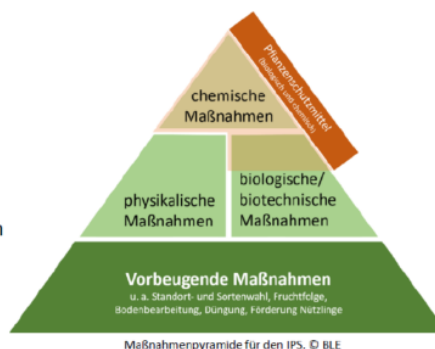 Pflanzenschutzmittel
(biologisch und chemisch)
chemische
Maßnahmen
physikalische
Maßnahmen
biologische/
biotechnische
Maßnahmen
n
Vorbeugende Maßnahmen
u. a. Standort- und Sortenwahl, Fruchtfolge,
Bodenbearbeitung, Düngung, Förderung Nützlinge
Maßnahmenpyramide für den IPS, © BLE